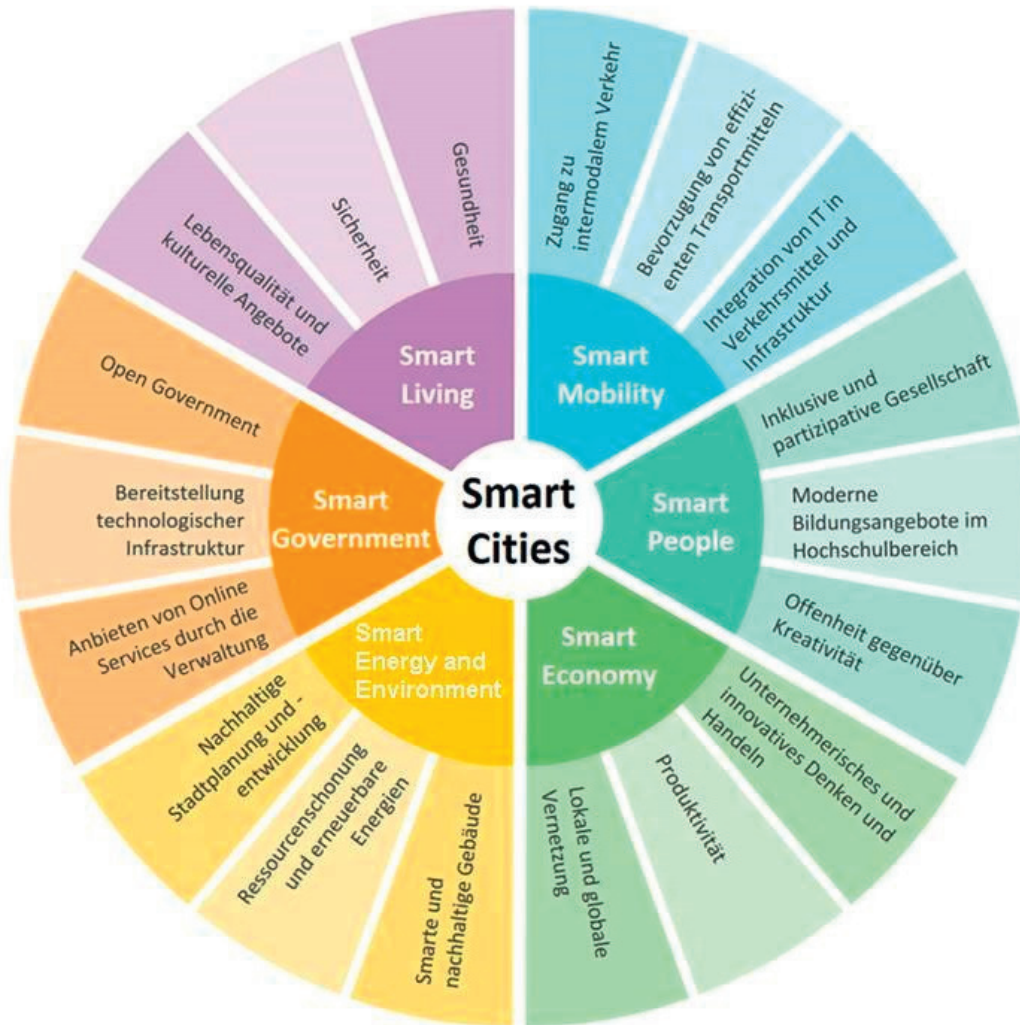 Smart
Cities
Smart
Living
Lebensqualität und
kulturelle Angebote
Sicherheit
Gesundheit
Smart
Mobility
Zugang zu
intermodalem Verkehr
Bevorzugung von effizi-
enten Transportmitteln
Integration von IT in
Verkehrsmittel und
Infrastruktur
Smart
People
Inklusive und
partizipative Gesellschaft
Moderne
Bildungsangebote im
Hochschulbereich
Offenheit gegenüber
Kreativität
Smart
Economy
Unternehmerisches und
innovatives Denken und
Handeln
Produktivität
Lokale und globale
Vernetzung
Smart
Energy and
Environment
Smarte und
nachhaltige Gebäude
Ressourcenschonung
und erneuerbare
Energien
Nachhaltige
Stadtplanung und -
entwicklung
Smart
Government
Anbieten von Online
Services durch die
Verwaltung
Bereitstellung
technologischer
Infrastruktur
Open Government